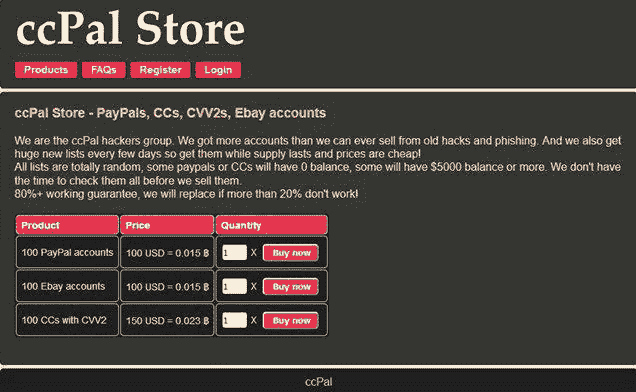 ccPal Store
Products FAQs Register Login
ccPal Store - PayPals, CCs, CVV2s, Ebay accounts
We are the ccPal hackers group. We got more accounts than we can ever sell from old hacks and phishing. And we also get
huge new lists every few days so get them while supply lasts and prices are cheap!
All lists are totally random, some paypals or CCs will have 0 balance, some will have $5000 balance or more. We don't have
the time to check them all before we sell them.
80%+ working guarantee, we will replace if more than 20% don't work!
Product Price Quantity
100 PayPal accounts 100 USD = 0.015 ฿ 1 X Buy now
100 Ebay accounts 100 USD = 0.015 ฿ 1 X Buy now
100 CCs with CVV2 150 USD = 0.023 ฿ 1 X Buy now
ccPal